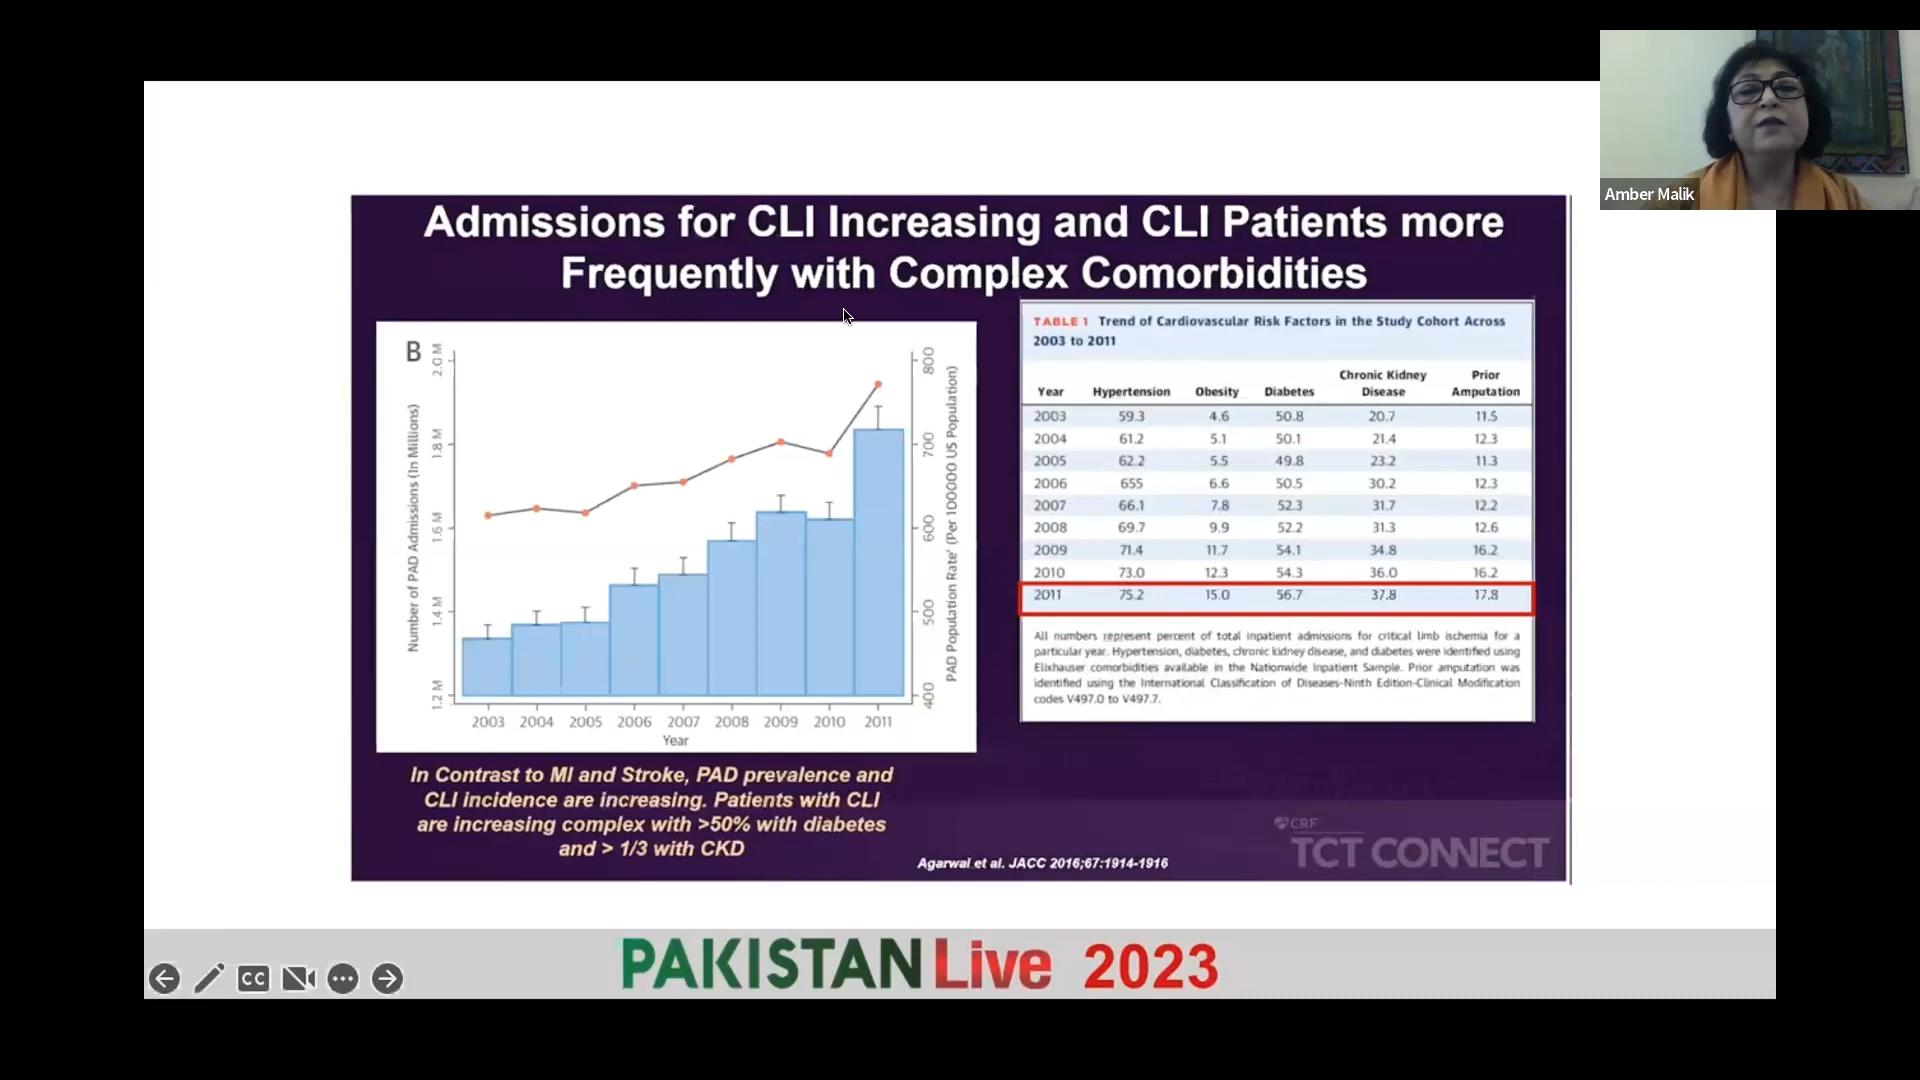 Amber Malik
Admissions for CLI Increasing and CLI Patients more
Frequently with Complex Comorbidities
B
Number of PAD Admissions (In Millions)
2.0 M
1.8 M
1.6 M
1.4 M
1.2 M
800
700
600
500
400
PAD Population Rate' (Per 100000 US Population)
2003 2004 2005 2006 2007 2008 2009 2010 2011
Year
TABLE 1 Trend of Cardiovascular Risk Factors in the Study Cohort Across
2003 to 2011
Year Hypertension Obesity Diabetes Chronic Kidney Disease Prior Amputation
2003 59.3 4.6 50.8 20.7 11.5
2004 61.2 5.1 50.1 21.4 12.3
2005 62.2 5.5 49.8 23.2 11.3
2006 655 6.6 50.5 30.2 12.3
2007 66.1 7.8 52.3 31.7 12.2
2008 69.7 9.9 52.2 31.3 12.6
2009 71.4 11.7 54.1 34.8 16.2
2010 73.0 12.3 54.3 36.0 16.2
2011 75.2 15.0 56.7 37.8 17.8
All numbers represent percent of total inpatient admissions for critical limb ischemia for a
particular year. Hypertension, diabetes, chronic kidney disease, and diabetes were identified using
Elixhauser comorbidities available in the Nationwide Inpatient Sample. Prior amputation was
identified using the International Classification of Diseases-Ninth Edition-Clinical Modification
codes V497.0 to V497.7.
In Contrast to MI and Stroke, PAD prevalence and
CLI incidence are increasing. Patients with CLI
are increasing complex with >50% with diabetes
and > 1/3 with CKD
Agarwal et al. JACC 2016;67:1914-1916
CRF
TCT CONNECT
CC
PAKISTAN Live 2023